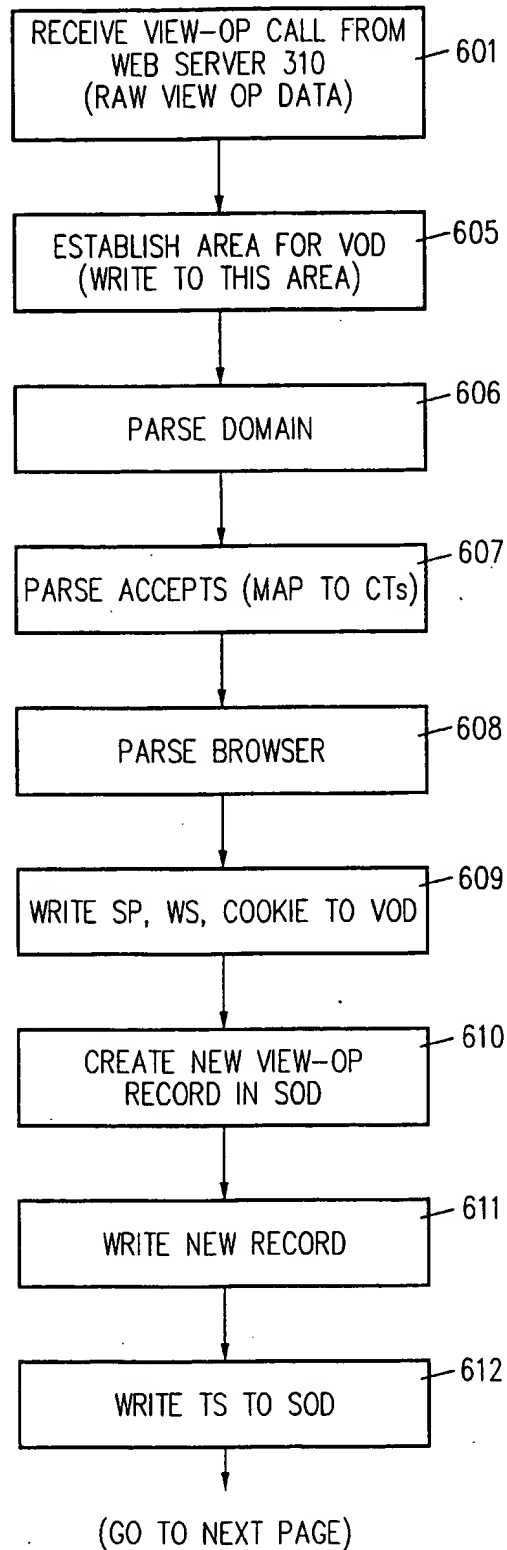 RECEIVE VIEW-OP CALL FROM
WEB SERVER 310
(RAW VIEW OP DATA)
601
ESTABLISH AREA FOR VOD
(WRITE TO THIS AREA)
605
PARSE DOMAIN
606
PARSE ACCEPTS (MAP TO CTs)
607
PARSE BROWSER
608
WRITE SP, WS, COOKIE TO VOD
609
CREATE NEW VIEW-OP
RECORD IN SOD
610
WRITE NEW RECORD
611
WRITE TS TO SOD
612
(GO TO NEXT PAGE)